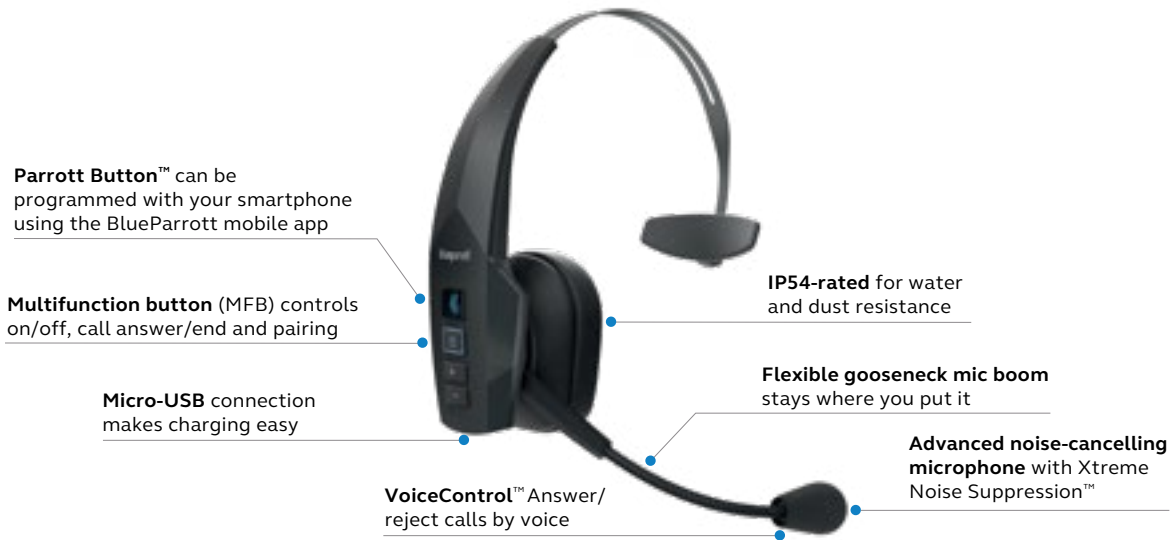 Parrott Button™ can be
programmed with your smartphone
using the BlueParrott mobile app
Multifunction button (MFB) controls
on/off, call answer/end and pairing
Micro-USB connection
makes charging easy
VoiceControl™ Answer/
reject calls by voice
IP54-rated for water
and dust resistance
Flexible gooseneck mic boom
stays where you put it
Advanced noise-cancelling
microphone with Xtreme
Noise Suppression™